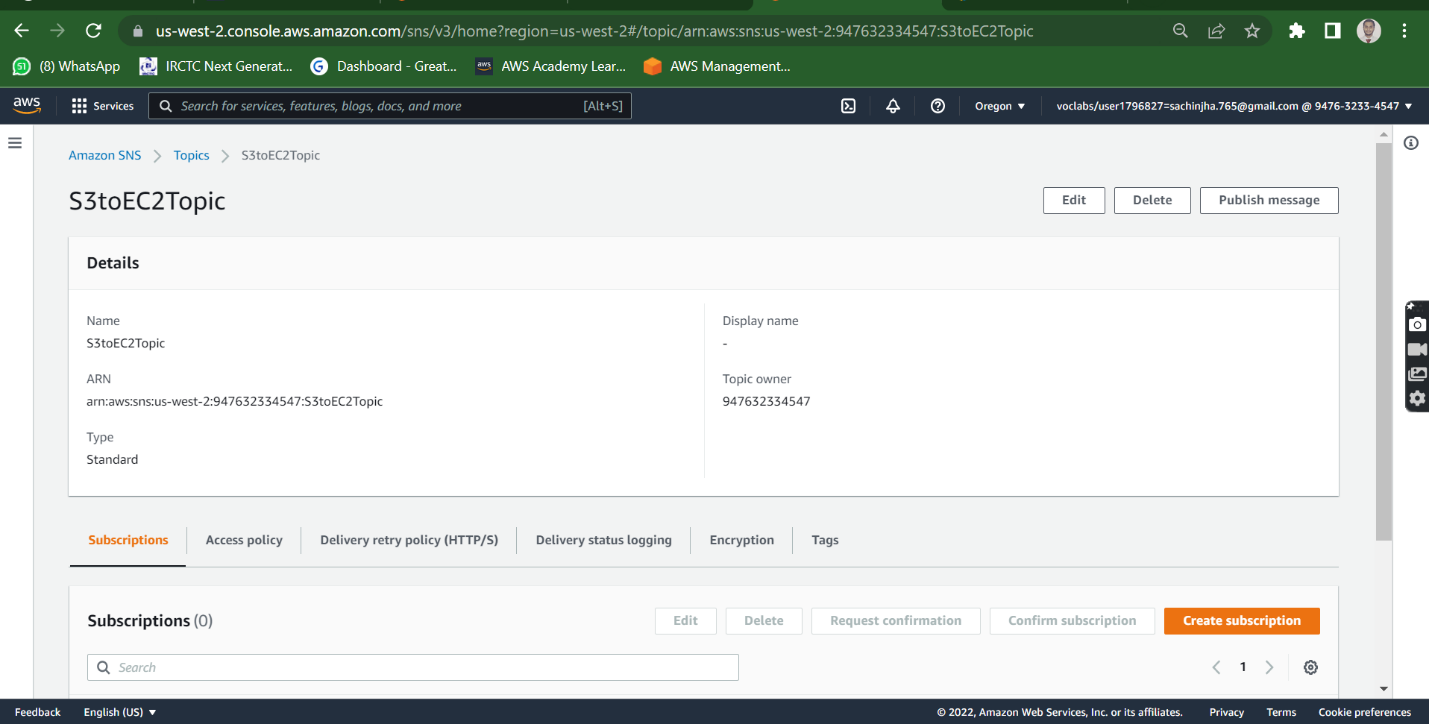 us-west-2.console.aws.amazon.com/sns/v3/home?region=us-west-2#/topic/arn:aws:sns:us-west-2:947632334547:S3toEC2Topic
(8) WhatsApp IRCTC Next Generat... G Dashboard - Great... aws AWS Academy Lear... AWS Management...
aws Services Search for services, features, blogs, docs, and more [Alt+S] Oregon ▼ voclabs/user1796827=sachinjha.765@gmail.com @ 9476-3233-4547 ▼
Amazon SNS > Topics > S3toEC2Topic
S3toEC2Topic Edit Delete Publish message
Details
Name
S3toEC2Topic
ARN
arn:aws:sns:us-west-2:947632334547:S3toEC2Topic
Type
Standard
Display name
-
Topic owner
947632334547
Subscriptions Access policy Delivery retry policy (HTTP/S) Delivery status logging Encryption Tags
Subscriptions (0) Edit Delete Request confirmation Confirm subscription Create subscription
Search < 1 >
Feedback English (US) ▼ © 2022, Amazon Web Services, Inc. or its affiliates. Privacy Terms Cookie preferences